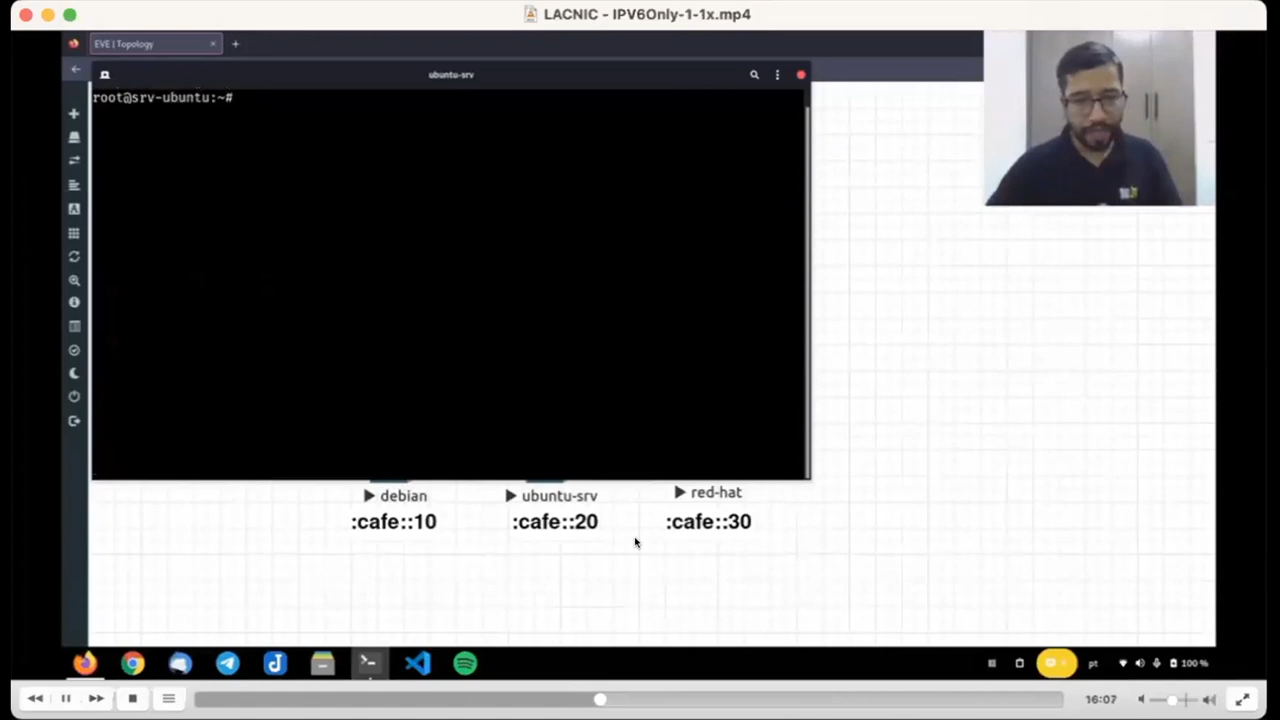 LACNIC - IPV6Only-1-1x.mp4
EVE | Topology
ubuntu-srv
root@srv-ubuntu:~#
debian
ubuntu-srv
red-hat
:cafe::10
:cafe::20
:cafe::30
pt
100 %
16:07